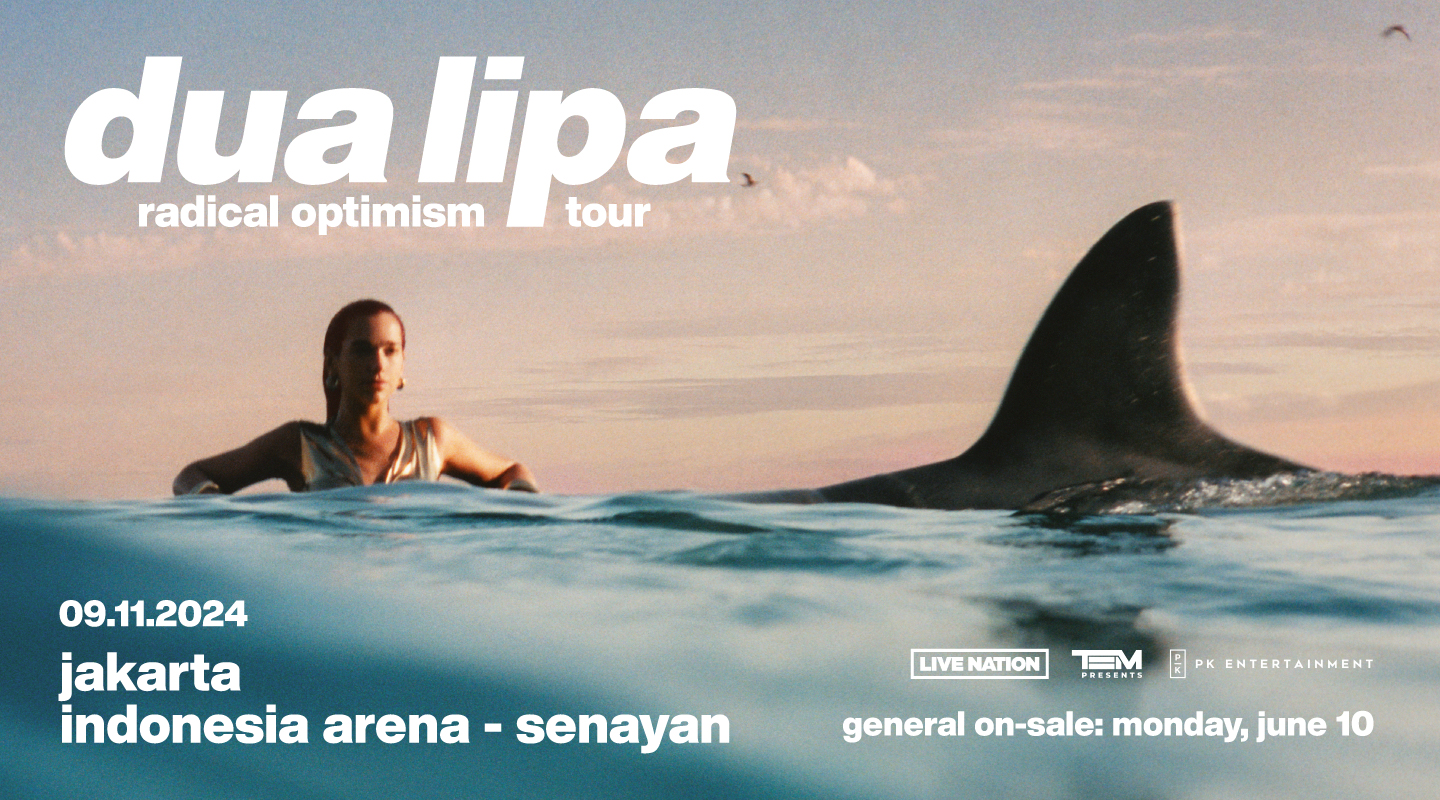 dua lipa
radical optimism tour
09.11.2024
jakarta
indonesia arena - senayan
LIVE NATION
TEM
PRESENTS
PK
PK ENTERTAINMENT
general on-sale: monday, june 10